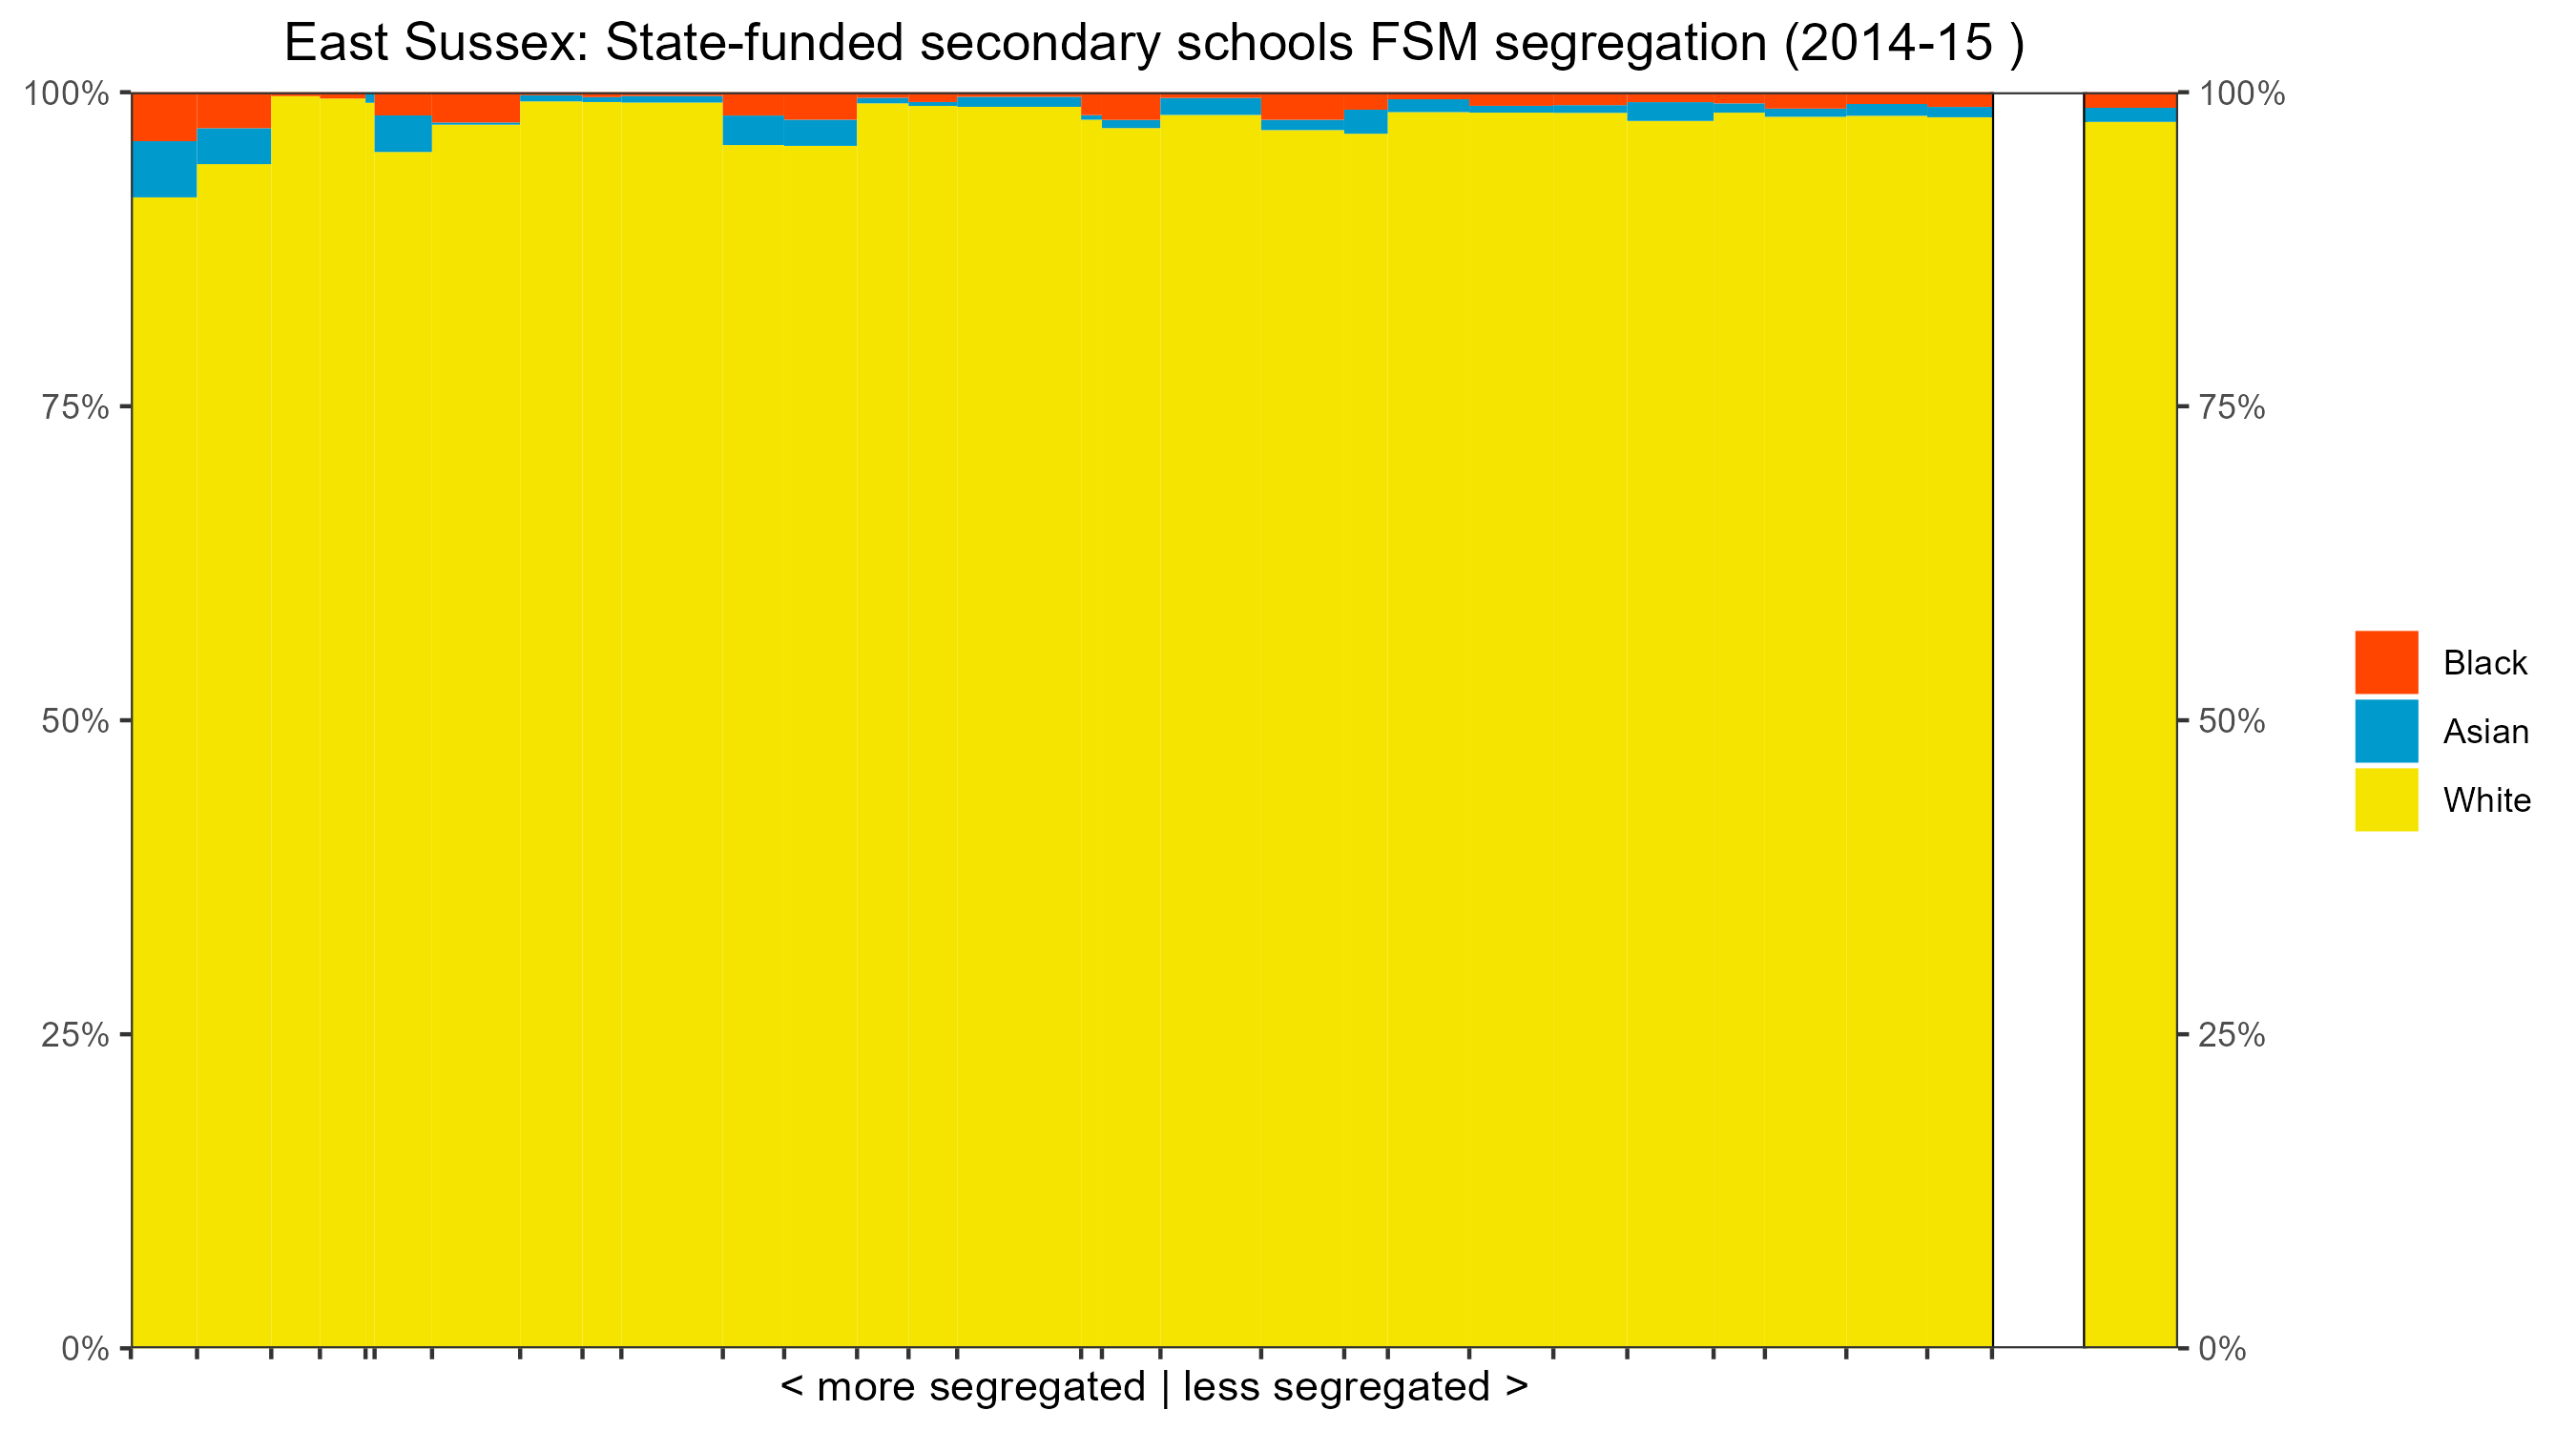 East Sussex: State-funded secondary schools FSM segregation (2014-15 )
100%
75%
50%
25%
0%
100%
75%
50%
25%
0%
Black
Asian
White
< more segregated | less segregated >